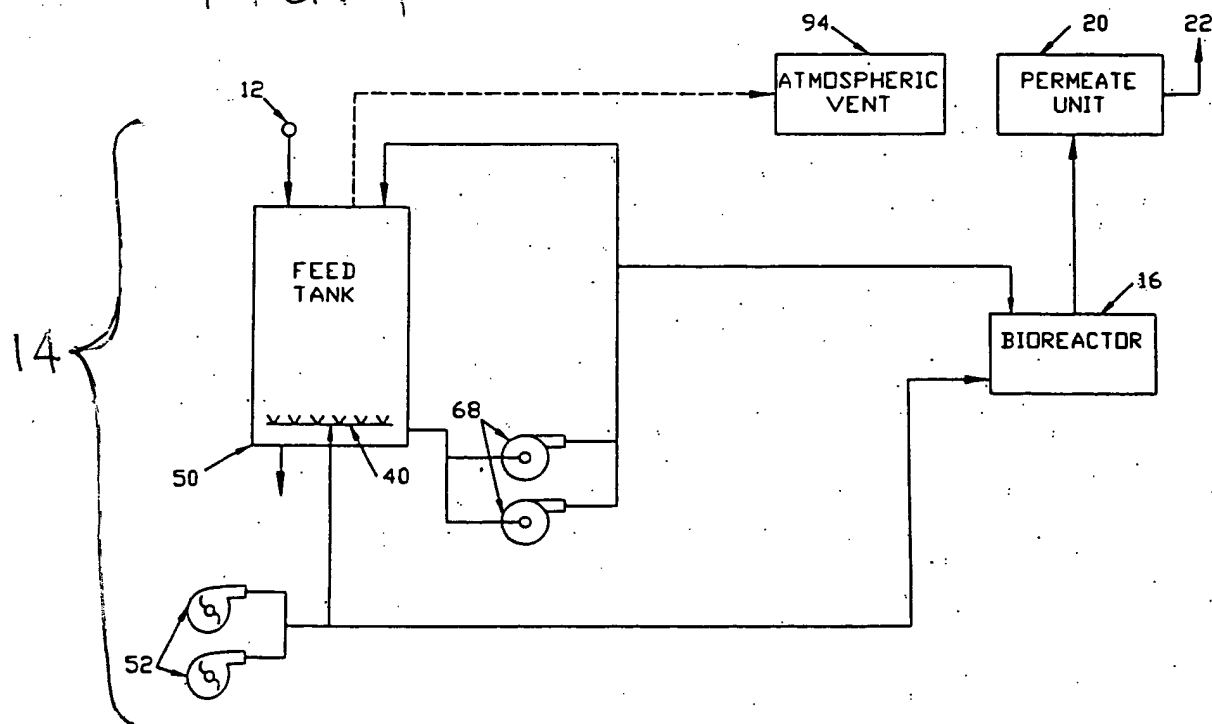 94
20
22
ATMOSPHERIC
VENT
PERMEATE
UNIT
12
FEED
TANK
16
BIOREACTOR
14
68
50
40
52